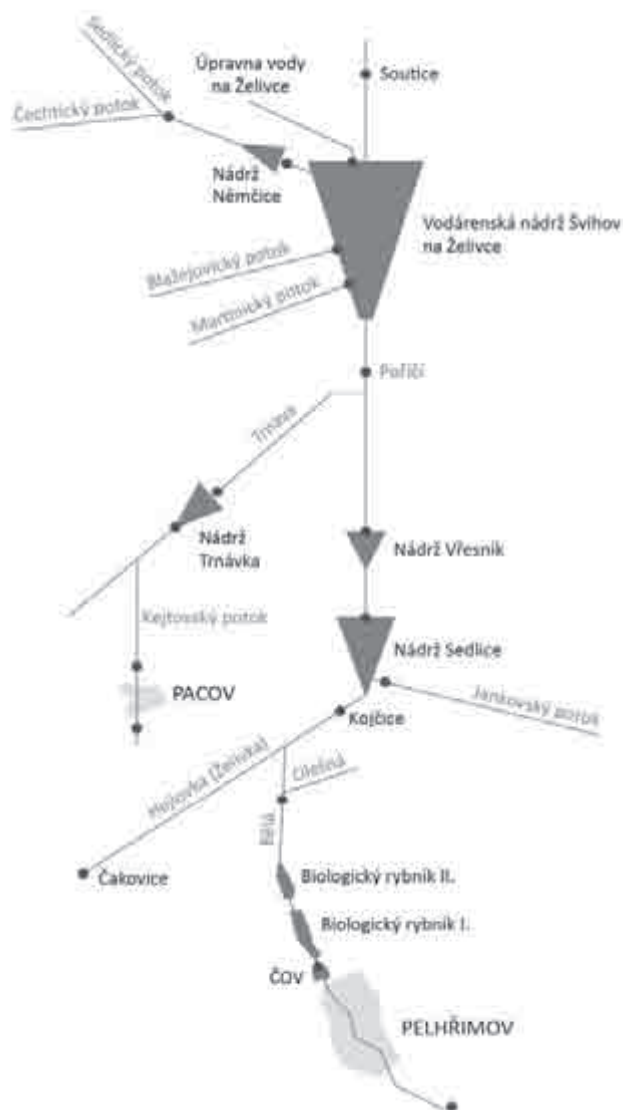 Sedlický potok
Úpravna vody
na Želivce
Soutice
Čechtický potok
Nádrž
Němčice
Vodárenská nádrž Švihov
na Želivce
Blažejovický potok
Martinický potok
Poříčí
Trnava
Nádrž
Trnávka
Nádrž Vřesník
Kejtovský potok
Nádrž Sedlice
PACOV
Jankovský potok
Kojčice
Hejlovka (Želivka)
Olešná
Bělá
Čakovice
Biologický rybník II.
Biologický rybník I.
ČOV
PELHŘIMOV